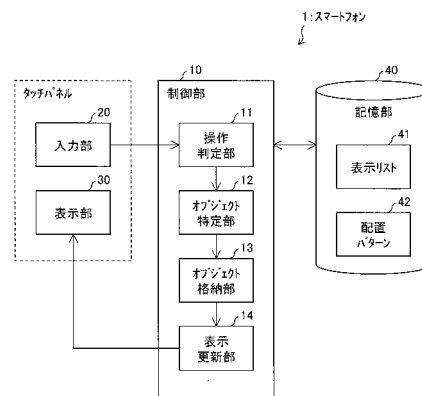 1:スマートフォン
10
制御部
タッチパネル
20
入力部
30
表示部
11
操作
判定部
12
オブジェクト
特定部
13
オブジェクト
格納部
14
表示
更新部
40
記憶部
41
表示リスト
42
配置
パターン